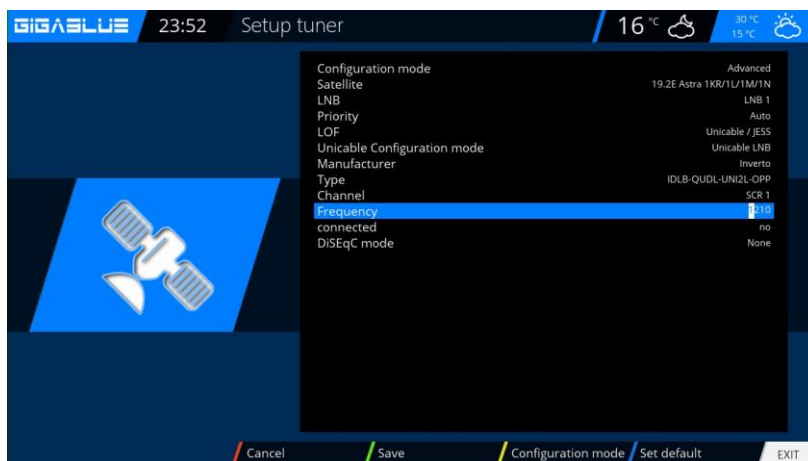 GIGABLUE 23:52 Setup tuner 16 °C 30 °C
15 °C
Configuration mode Advanced
Satellite 19.2E Astra 1KR/1L/1M/1N
LNB LNB 1
Priority Auto
LOF Unicable / JESS
Unicable Configuration mode Unicable LNB
Manufacturer Inverto
Type IDLB-QUDL-UNI2L-OPP
Channel SCR 1
Frequency 1210
connected no
DiSEqC mode None
Cancel Save Configuration mode Set default EXIT